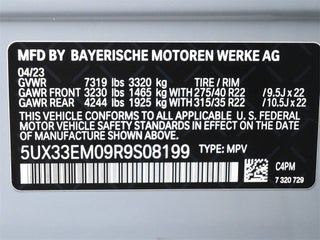 MFD BY BAYERISCHE MOTOREN WERKE AG
04/23
GVWR 7319 lbs 3320 kg TIRE / RIM
GAWR FRONT 3230 lbs 1465 kg WITH 275/40 R22 / 9.5J x 22
GAWR REAR 4244 lbs 1925 kg WITH 315/35 R22 / 10.5J x 22
THIS VEHICLE CONFORMS TO ALL APPLICABLE U.S. FEDERAL
MOTOR VEHICLE SAFETY STANDARDS IN EFFECT ON THE DATE
OF MANUFACTURE SHOWN ABOVE.
5UX33EM09R9S08199 TYPE: MPV
C4PM
7 320 729